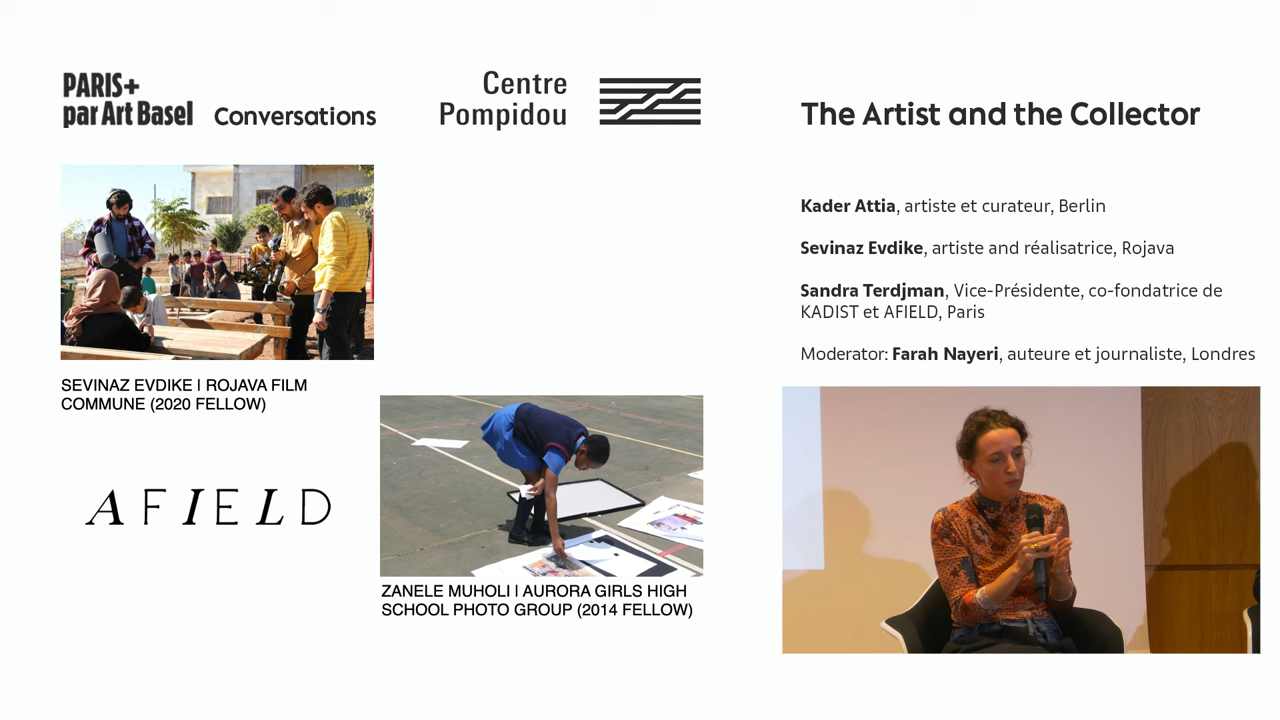 PARIS+
par Art Basel
Conversations
Centre
Pompidou
The Artist and the Collector
Kader Attia, artiste et curateur, Berlin
Sevinaz Evdike, artiste and réalisatrice, Rojava
Sandra Terdjman, Vice-Présidente, co-fondatrice de
KADIST et AFIELD, Paris
Moderator: Farah Nayeri, auteure et journaliste, Londres
SEVINAZ EVDIKE | ROJAVA FILM
COMMUNE (2020 FELLOW)
AFIELD
ZANELE MUHOLI | AURORA GIRLS HIGH
SCHOOL PHOTO GROUP (2014 FELLOW)